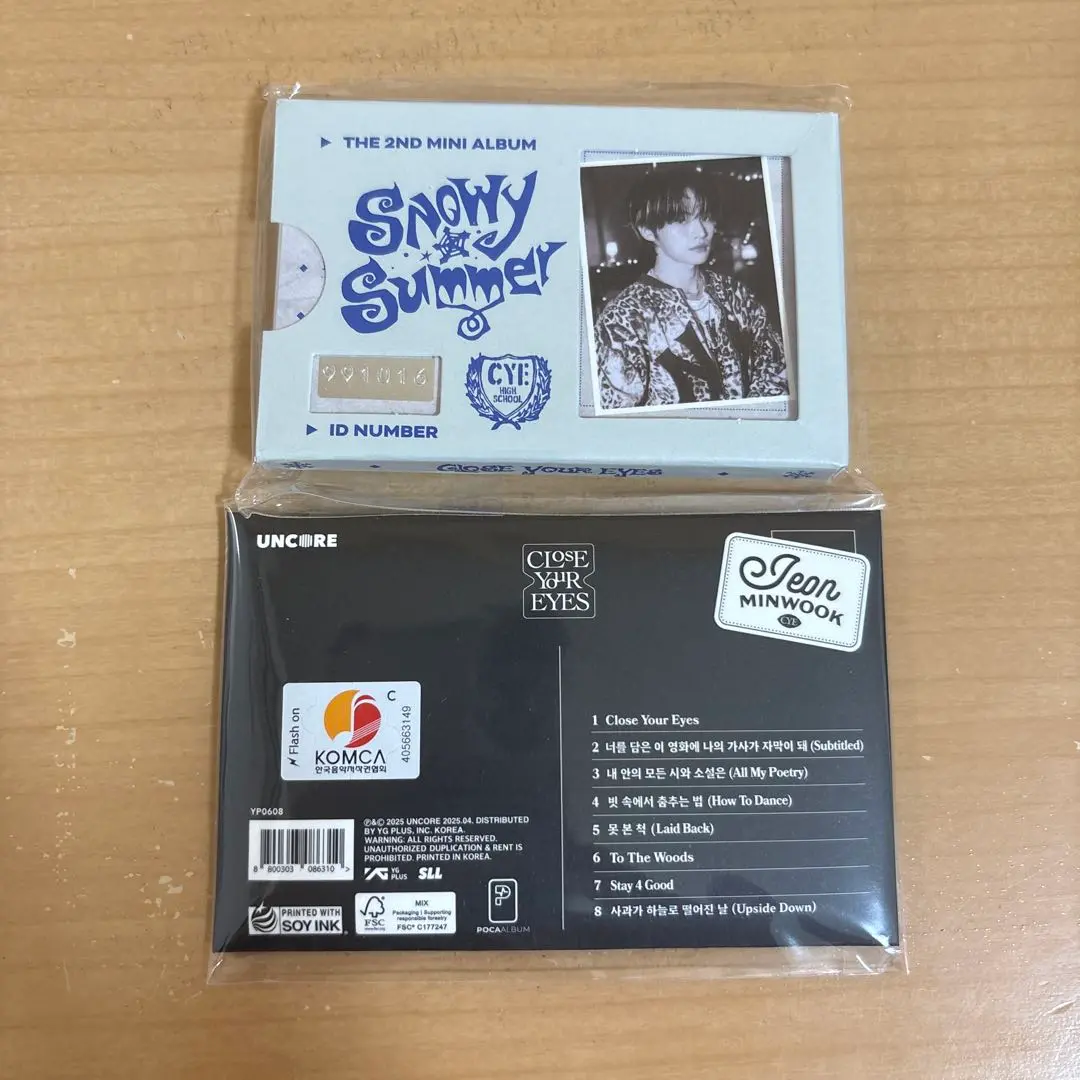 ▶ THE 2ND MINI ALBUM
Snowy
Summer
991016
CYE
HIGH
SCHOOL
▶ ID NUMBER
CLOSE YOUR EYES
UNCORE
CLOSE
YOUR
EYES
Jeon
MINWOOK
CYE
Flash on
C
KOMCA
한국음악저작권협회
405663149
1 Close Your Eyes
2 너를 담은 이 영화에 나의 가사가 자막이 돼 (Subtitled)
3 내 안의 모든 시와 소설은 (All My Poetry)
4 빗 속에서 춤추는 법 (How To Dance)
5 못 본 척 (Laid Back)
6 To The Woods
7 Stay 4 Good
8 사과가 하늘로 떨어진 날 (Upside Down)
YP0608
8 800303 086310 >
℗&© 2025 UNCORE 2025.04. DISTRIBUTED
BY YG PLUS, INC. KOREA.
WARNING: ALL RIGHTS RESERVED.
UNAUTHORIZED DUPLICATION & RENT IS
PROHIBITED. PRINTED IN KOREA.
YG PLUS SLL
PRINTED WITH
SOY INK
FSC
www.fsc.org
MIX
Packaging | Supporting
responsible forestry
FSC® C177247
POCAALBUM